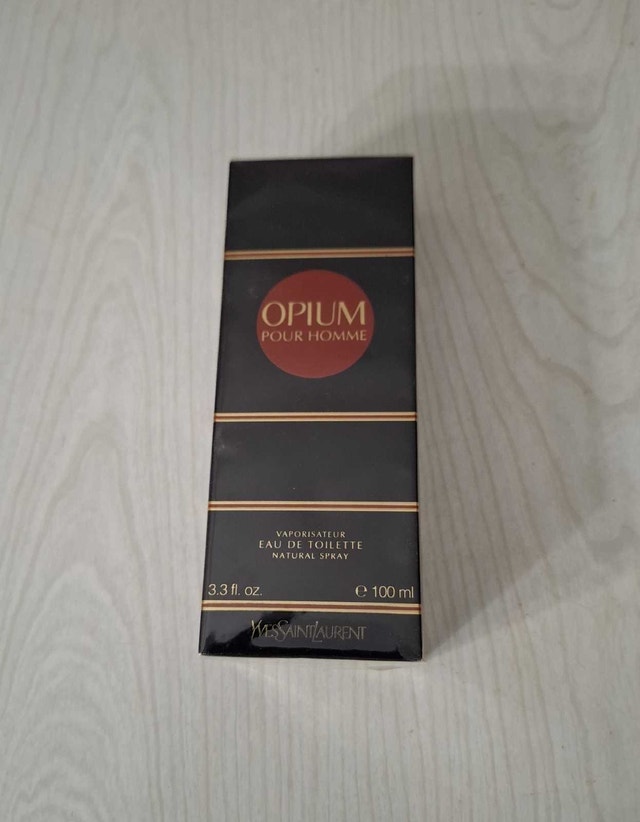 OPIUM
POUR HOMME
VAPORISATEUR
EAU DE TOILETTE
NATURAL SPRAY
3.3 fl. oz. ℮ 100 ml
YVESSAINTLAURENT